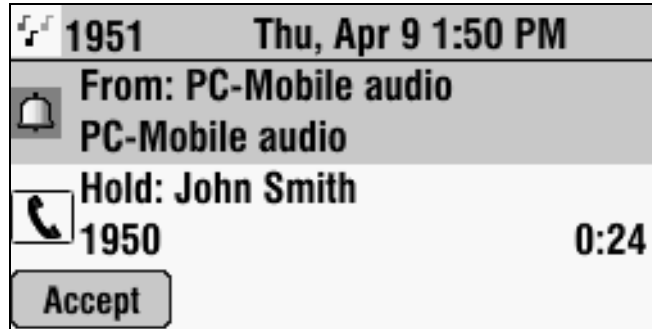 1951 Thu, Apr 9 1:50 PM
From: PC-Mobile audio
PC-Mobile audio
Hold: John Smith
1950 0:24
Accept